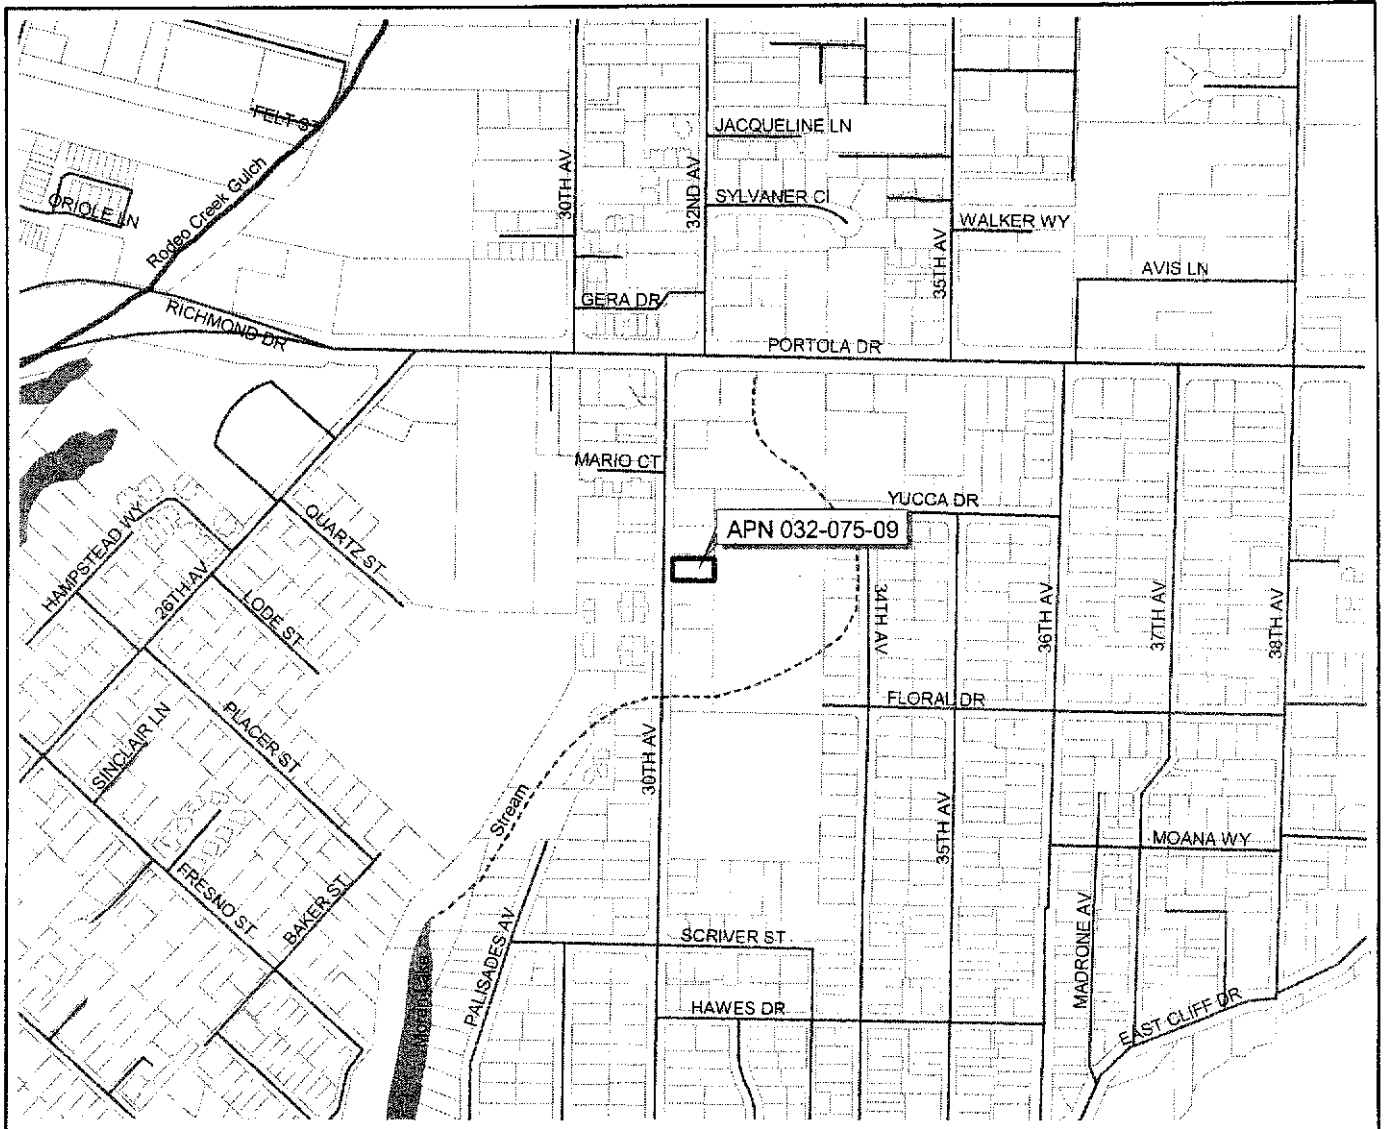 FELT ST
JACQUELINE LN
30TH AV
32ND AV
Rodeo Creek Gulch
ORIOLE LN
SYLVANER CI
WALKER WY
35TH AV
AVIS LN
GERA DR
RICHMOND DR
PORTOLA DR
MARIO CT
YUCCA DR
QUARTZ ST
APN 032-075-09
HAMPSTEAD WY
26TH AV
LODE ST
34TH AV
36TH AV
37TH AV
38TH AV
FLORAL DR
PLACER ST
SINCLAIR LN
30TH AV
Stream
35TH AV
MOANA WY
FRESNO ST
BAKER ST
PALISADES AV
SCRIVER ST
MADRONE AV
Moran Lake
HAWES DR
EAST CLIFF DR